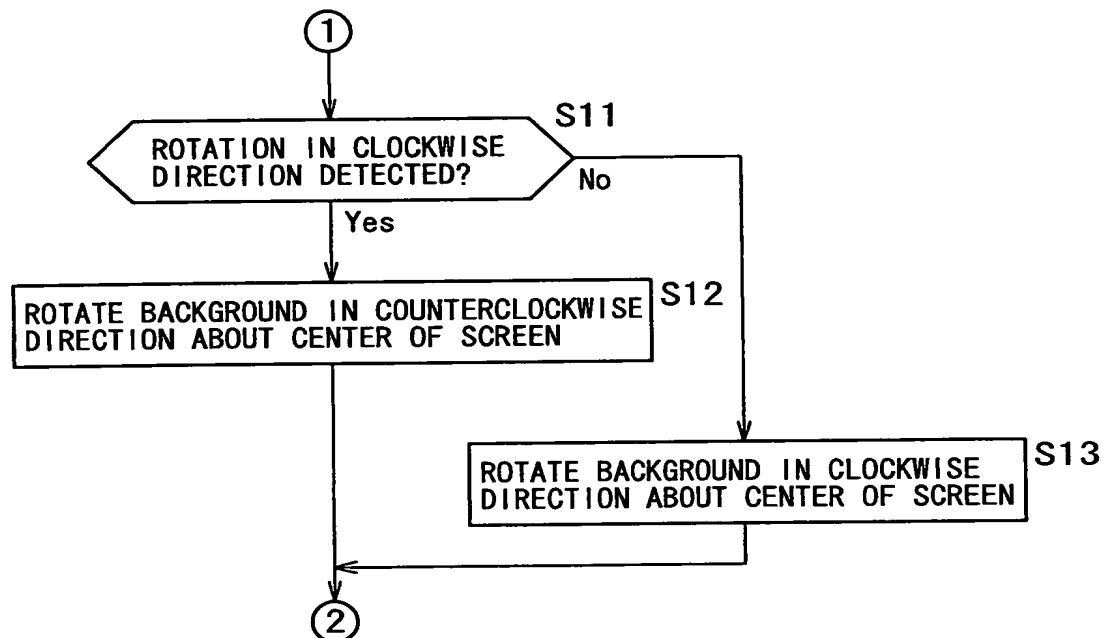 1
S11
ROTATION IN CLOCKWISE
DIRECTION DETECTED?
No
Yes
S12
ROTATE BACKGROUND IN COUNTERCLOCKWISE
DIRECTION ABOUT CENTER OF SCREEN
S13
ROTATE BACKGROUND IN CLOCKWISE
DIRECTION ABOUT CENTER OF SCREEN
2